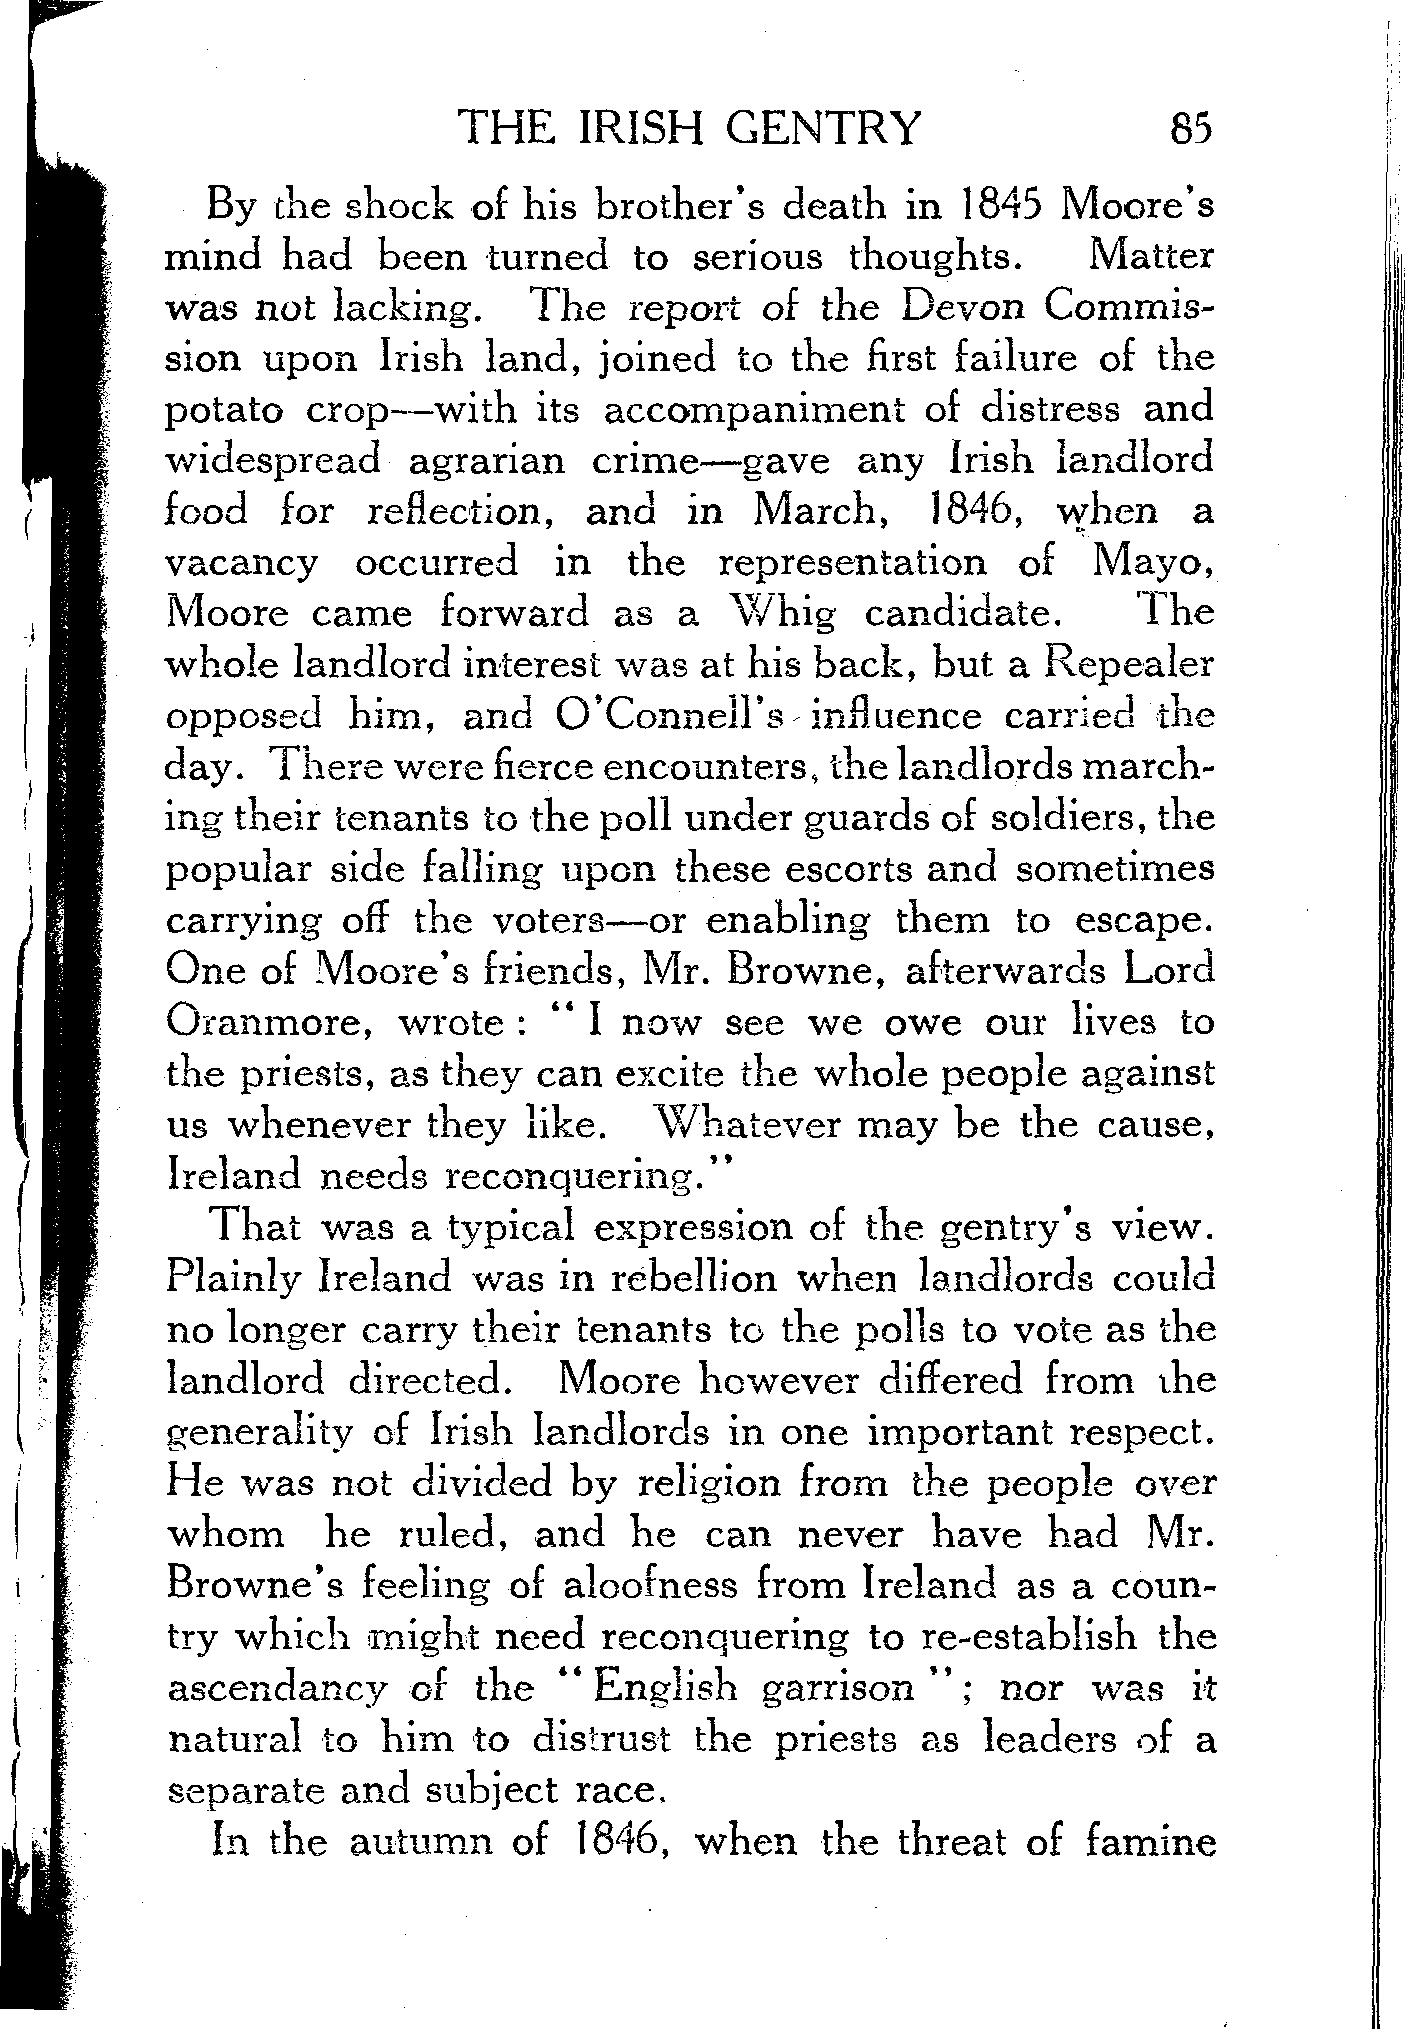 THE IRISH GENTRY 85
By the shock of his brother's death in 1845 Moore's
mind had been turned to serious thoughts. Matter
was not lacking. The report of the Devon Commis-
sion upon Irish land, joined to the first failure of the
potato crop—with its accompaniment of distress and
widespread agrarian crime—gave any Irish landlord
food for reflection, and in March, 1846, when a
vacancy occurred in the representation of Mayo,
Moore came forward as a Whig candidate. The
whole landlord interest was at his back, but a Repealer
opposed him, and O'Connell's influence carried the
day. There were fierce encounters, the landlords march-
ing their tenants to the poll under guards of soldiers, the
popular side falling upon these escorts and sometimes
carrying off the voters—or enabling them to escape.
One of Moore's friends, Mr. Browne, afterwards Lord
Oranmore, wrote : "I now see we owe our lives to
the priests, as they can excite the whole people against
us whenever they like. Whatever may be the cause,
Ireland needs reconquering."
That was a typical expression of the gentry's view.
Plainly Ireland was in rebellion when landlords could
no longer carry their tenants to the polls to vote as the
landlord directed. Moore however differed from the
generality of Irish landlords in one important respect.
He was not divided by religion from the people over
whom he ruled, and he can never have had Mr.
Browne's feeling of aloofness from Ireland as a coun-
try which might need reconquering to re-establish the
ascendancy of the "English garrison"; nor was it
natural to him to distrust the priests as leaders of a
separate and subject race.
In the autumn of 1846, when the threat of famine